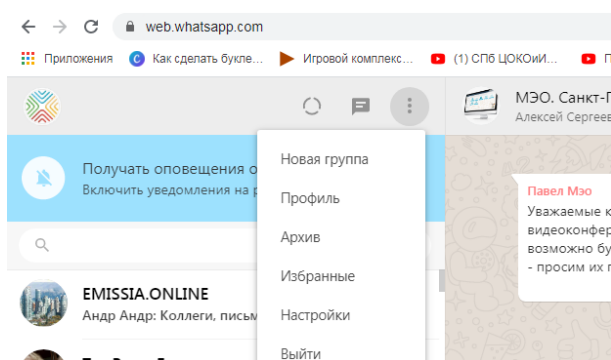 web.whatsapp.com
Приложения Как сделать букле... Игровой комплекс... (1) СПб ЦОКОиИ...
МЭО. Санкт-
Алексей Сергеев
Получать оповещения о
Включить уведомления на
Новая группа
Профиль
Архив
Избранные
Настройки
Выйти
Павел Мэо
Уважаемые
видеоконфер
возможно бу
- просим их
EMISSIA.ONLINE
Андр Андр: Коллеги, письм